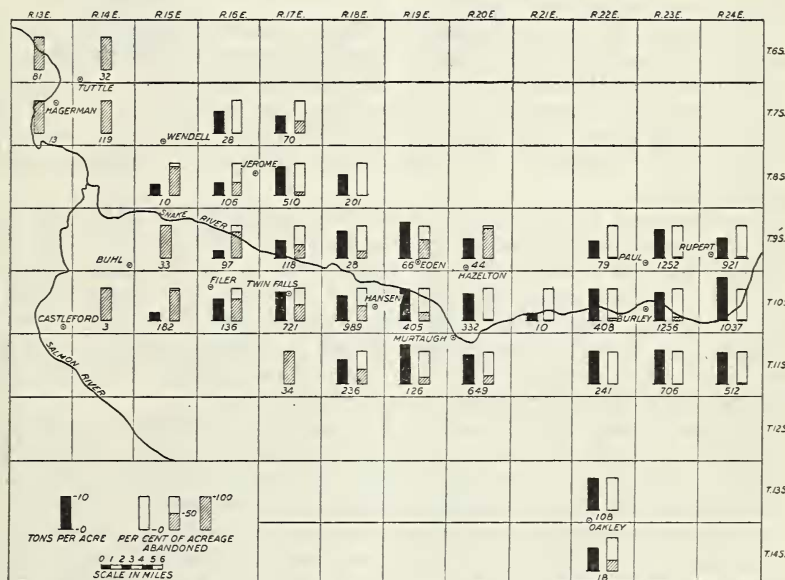 R.13E. R.14E. R.15E. R.16E. R.17E. R.18E. R.19E. R.20E. R.21E. R.22E. R.23E. R.24E.
T.6S.
81 32
TUTTLE
HAGERMAN
T.7S.
13 119 WENDELL 28 70
JEROME
T.8S.
10 106 510 201
SNAKE RIVER
T.9S.
BUHL 33 97 118 28 66 EDEN 44 79 PAUL 1252 RUPERT 921
HAZELTON
FILER TWIN FALLS
HANSEN
T.10S.
BURLEY
CASTLEFORD 3 182 136 721 989 405 332 10 408 1256 1037
MURTAUGH
SALMON RIVER
T.11S.
34 236 126 649 241 706 512
T.12S.
T.13S.
-10 -50 -100
-0 -0
108
TONS PER ACRE PER CENT OF ACREAGE ABANDONED
OAKLEY
0 1 2 3 4 5 6
SCALE IN MILES
T.14S.
18